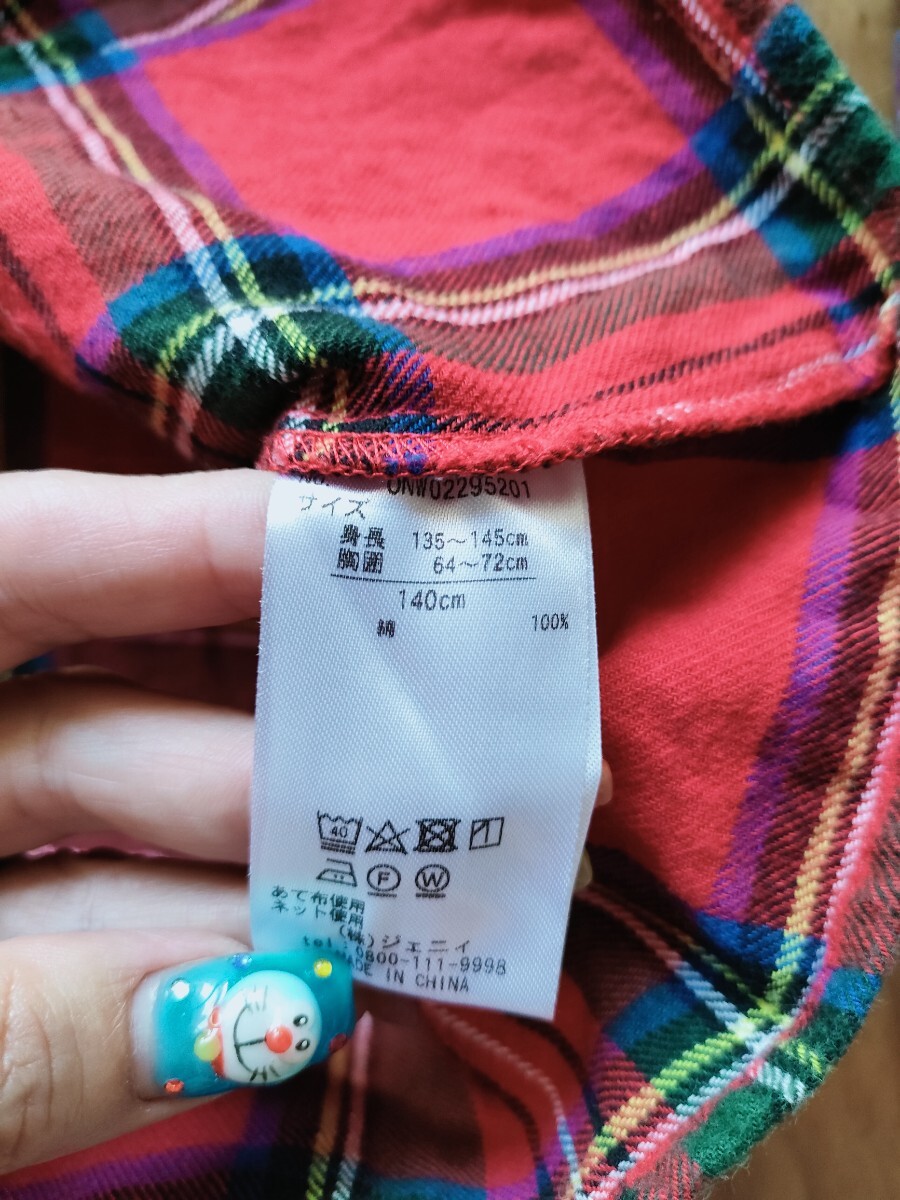 No. ONW02295201
サイズ
身長 135～145cm
胸囲 64～72cm
140cm
綿 100%
40
F W
あて布使用
ネット使用
(株)ジェニィ
tel:0800-111-9998
MADE IN CHINA